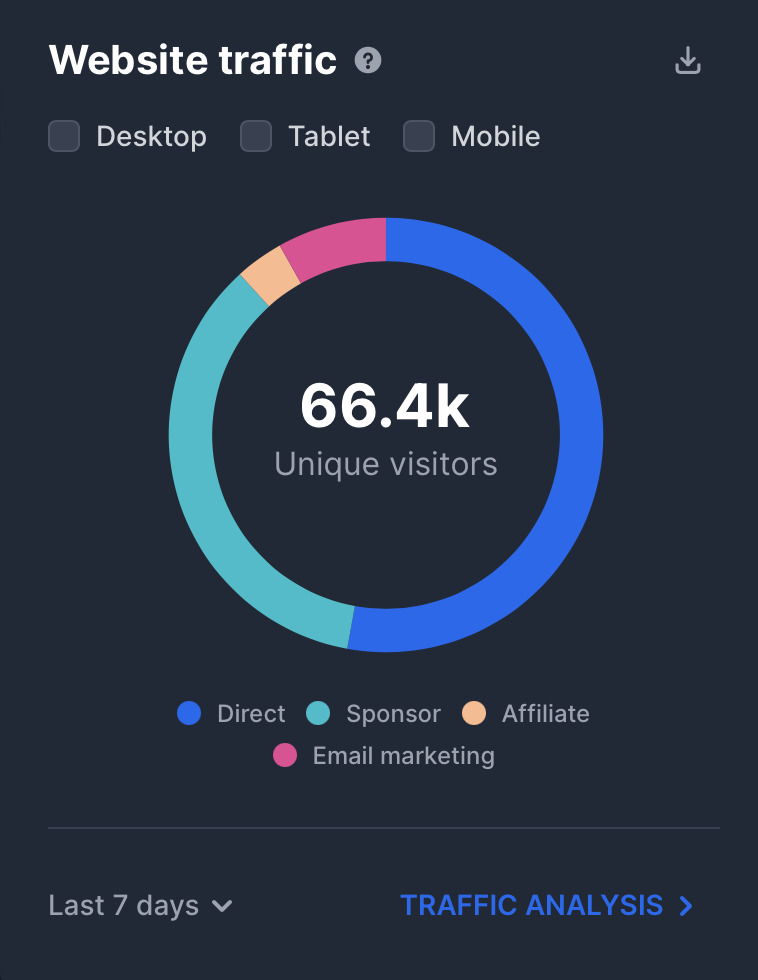 Website traffic ?
Desktop Tablet Mobile
66.4k
Unique visitors
Direct Sponsor Affiliate
Email marketing
Last 7 days TRAFFIC ANALYSIS